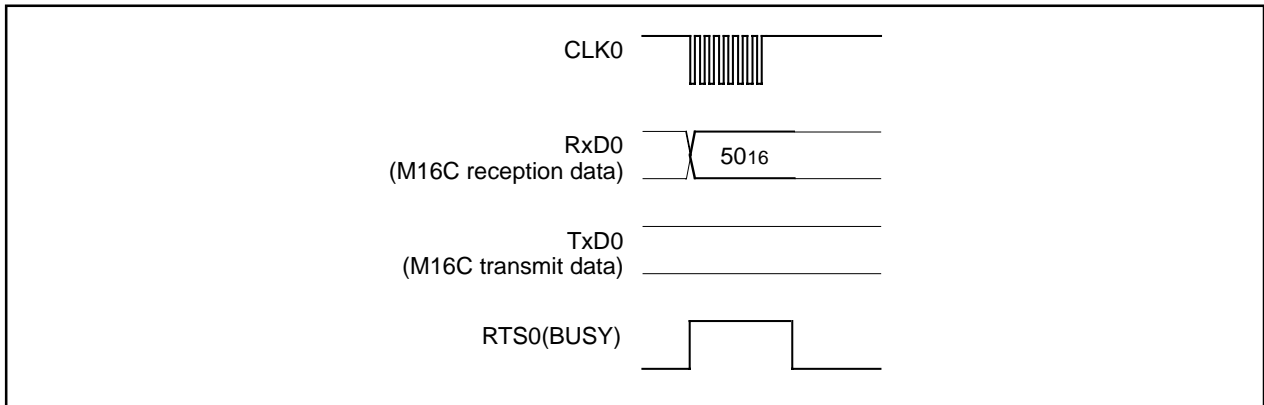 CLK0
RxD0
(M16C reception data)
5016
TxD0
(M16C transmit data)
RTS0(BUSY)